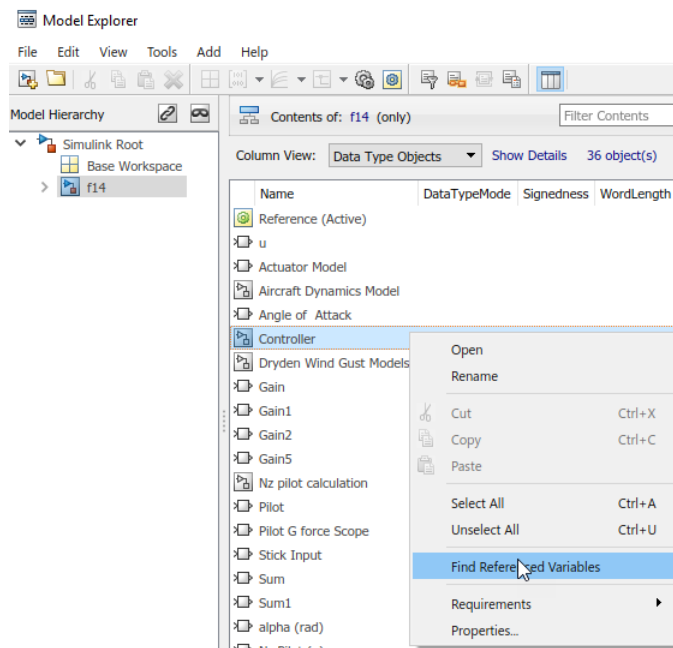 Model Explorer
File Edit View Tools Add Help
Model Hierarchy
Simulink Root
Base Workspace
f14
Contents of: f14 (only)
Filter Contents
Column View: Data Type Objects Show Details 36 object(s)
Name DataTypeMode Signedness WordLength
Reference (Active)
u
Actuator Model
Aircraft Dynamics Model
Angle of Attack
Controller
Dryden Wind Gust Models
Gain
Gain1
Gain2
Gain5
Nz pilot calculation
Pilot
Pilot G force Scope
Stick Input
Sum
Sum1
alpha (rad)
Open
Rename
Cut Ctrl+X
Copy Ctrl+C
Paste
Select All Ctrl+A
Unselect All Ctrl+U
Find Referenced Variables
Requirements
Properties...